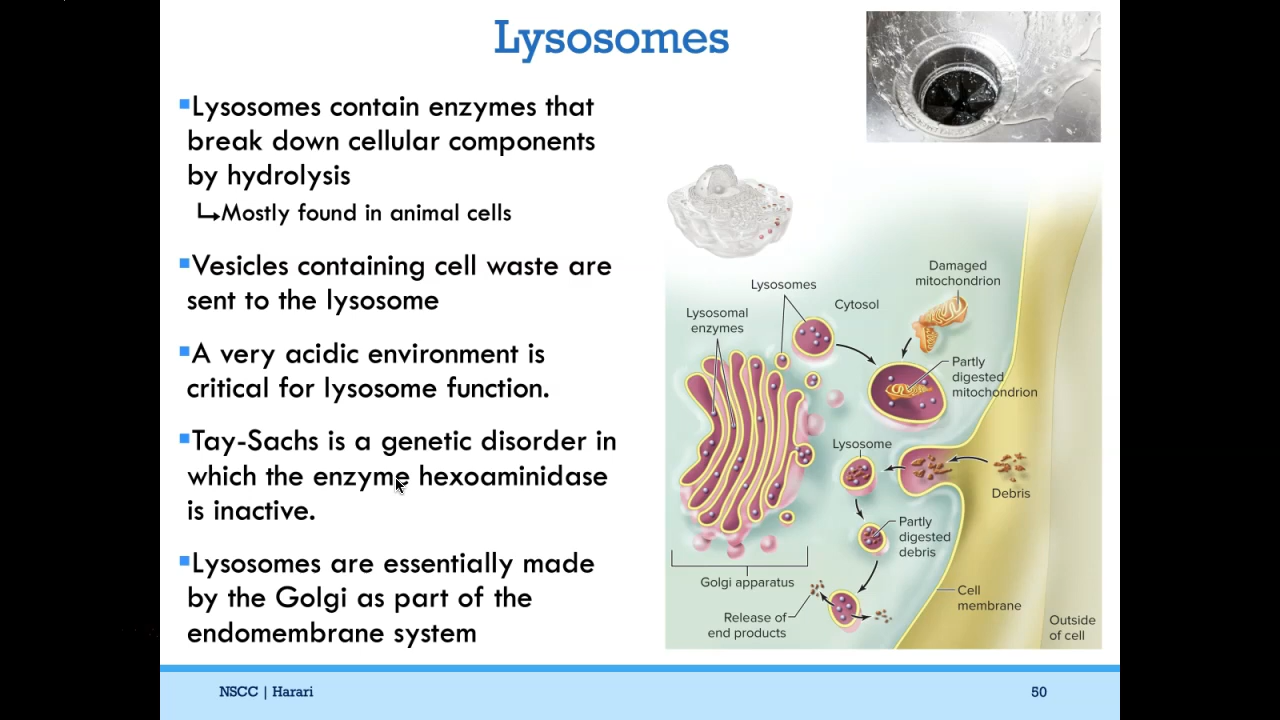 Lysosomes
▪Lysosomes contain enzymes that
break down cellular components
by hydrolysis
↳Mostly found in animal cells
▪Vesicles containing cell waste are
sent to the lysosome
▪A very acidic environment is
critical for lysosome function.
▪Tay-Sachs is a genetic disorder in
which the enzyme hexoaminidase
is inactive.
▪Lysosomes are essentially made
by the Golgi as part of the
endomembrane system
Damaged
mitochondrion
Lysosomes
Cytosol
Lysosomal
enzymes
Partly
digested
mitochondrion
Lysosome
Debris
Partly
digested
debris
Golgi apparatus
Cell
membrane
Release of
end products
Outside
of cell
NSCC | Harari
50